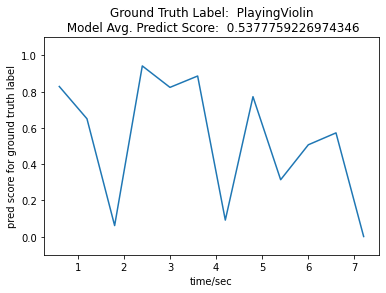 Ground Truth Label:  PlayingViolin
Model Avg. Predict Score:  0.5377759226974346
1.0
0.8
0.6
0.4
0.2
0.0
pred score for ground truth label
1 2 3 4 5 6 7
time/sec